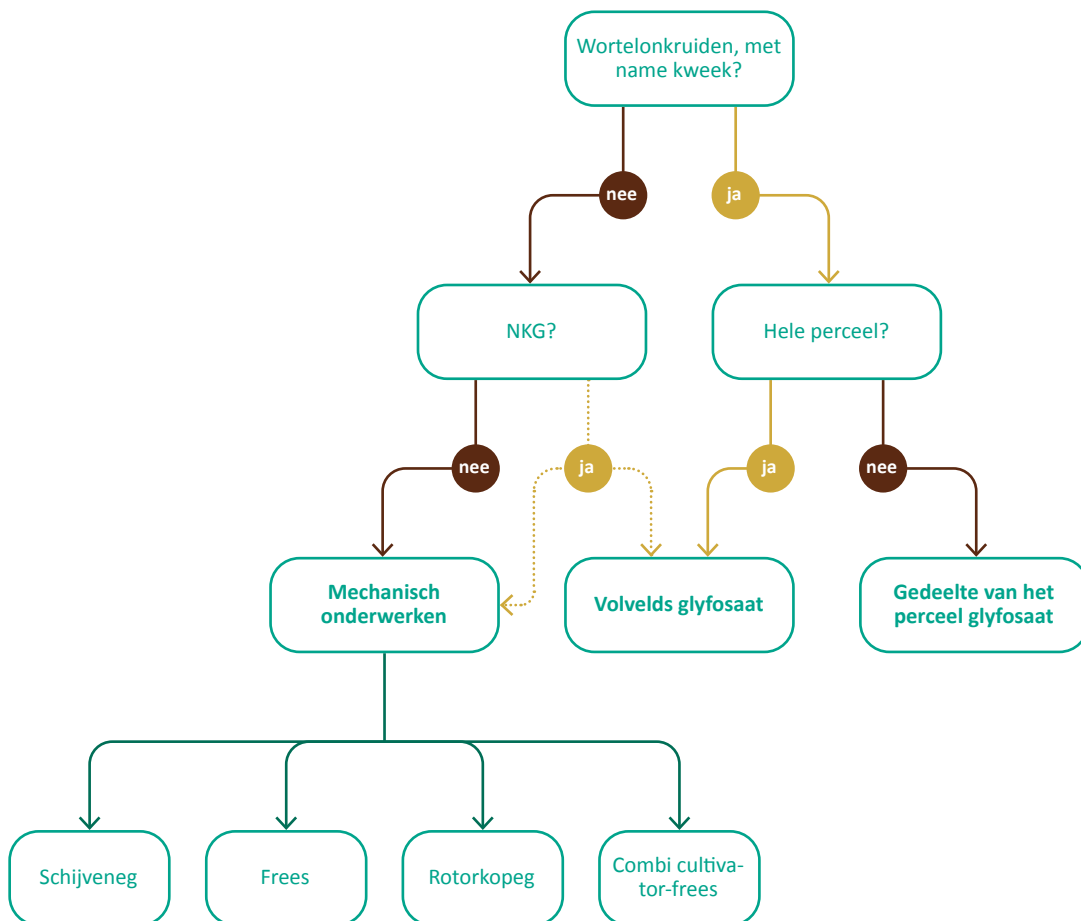 Wortelonkruiden, met
name kweek?
nee
ja
NKG?
Hele perceel?
nee
ja
ja
nee
Mechanisch
onderwerken
Volvelds glyfosaat
Gedeelte van het
perceel glyfosaat
Schijveneg
Frees
Rotorkopeg
Combi cultiva-
tor-frees